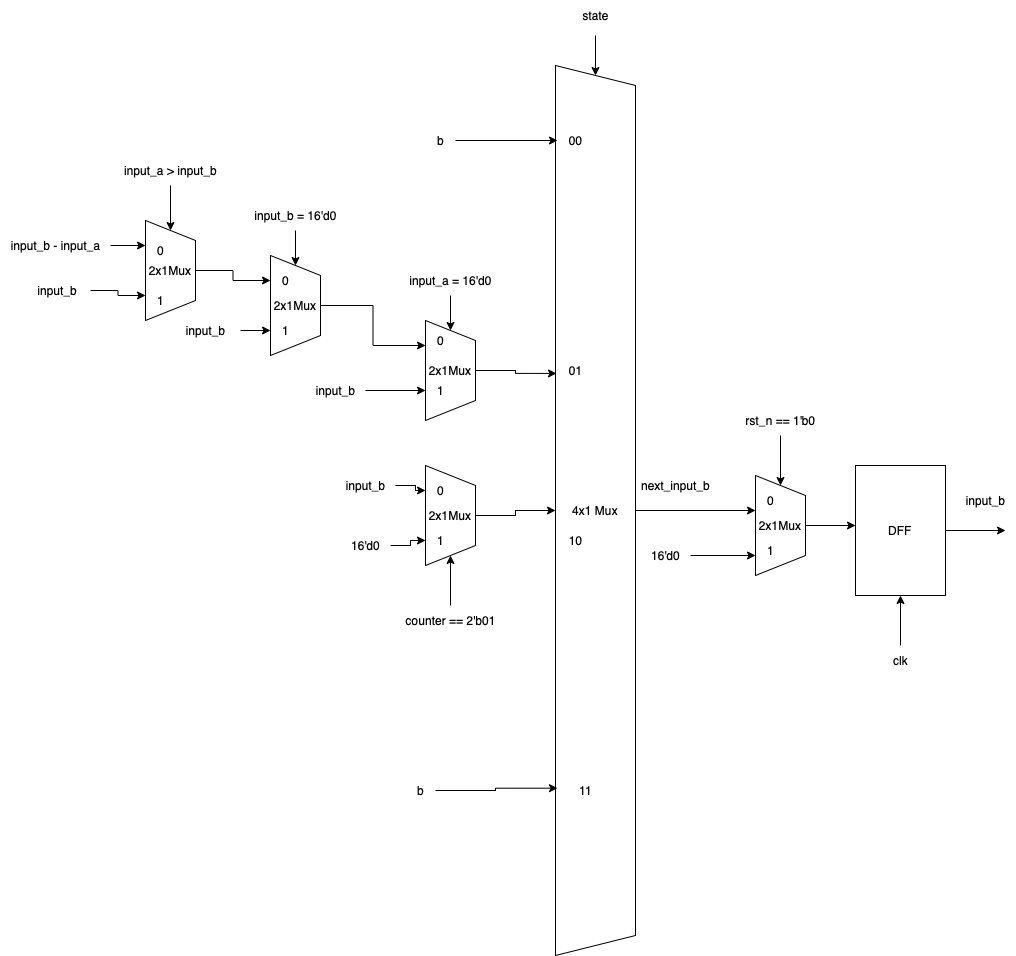 state
b
00
input_a > input_b
input_b - input_a
0
2x1Mux
input_b
1
input_b = 16'd0
0
2x1Mux
input_b
1
input_a = 16'd0
0
2x1Mux
input_b
1
01
input_b
0
2x1Mux
16'd0
1
counter == 2'b01
4x1 Mux
10
b
11
next_input_b
rst_n == 1'b0
0
2x1Mux
16'd0
1
DFF
input_b
clk